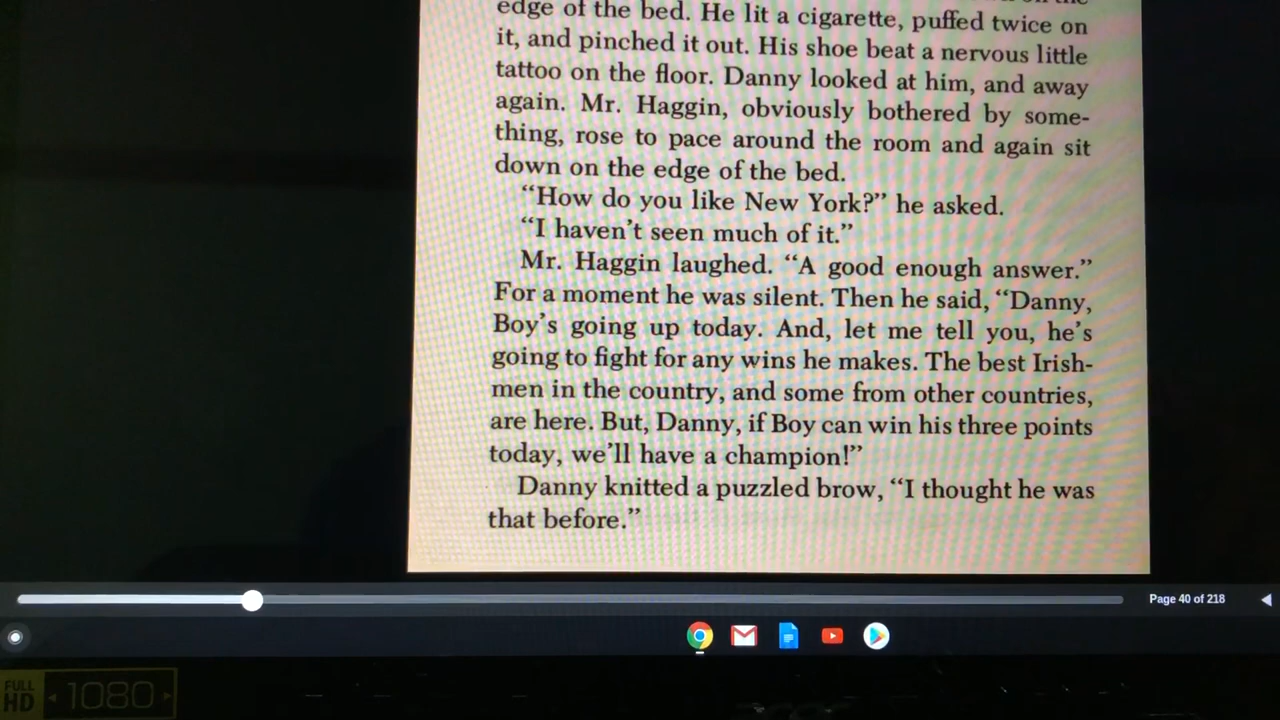 edge of the bed. He lit a cigarette, puffed twice on
it, and pinched it out. His shoe beat a nervous little
tattoo on the floor. Danny looked at him, and away
again. Mr. Haggin, obviously bothered by some-
thing, rose to pace around the room and again sit
down on the edge of the bed.
“How do you like New York?” he asked.
“I haven’t seen much of it.”
Mr. Haggin laughed. “A good enough answer.”
For a moment he was silent. Then he said, “Danny,
Boy’s going up today. And, let me tell you, he’s
going to fight for any wins he makes. The best Irish-
men in the country, and some from other countries,
are here. But, Danny, if Boy can win his three points
today, we’ll have a champion!”
Danny knitted a puzzled brow, “I thought he was
that before.”
Page 40 of 218
FULL HD 1080